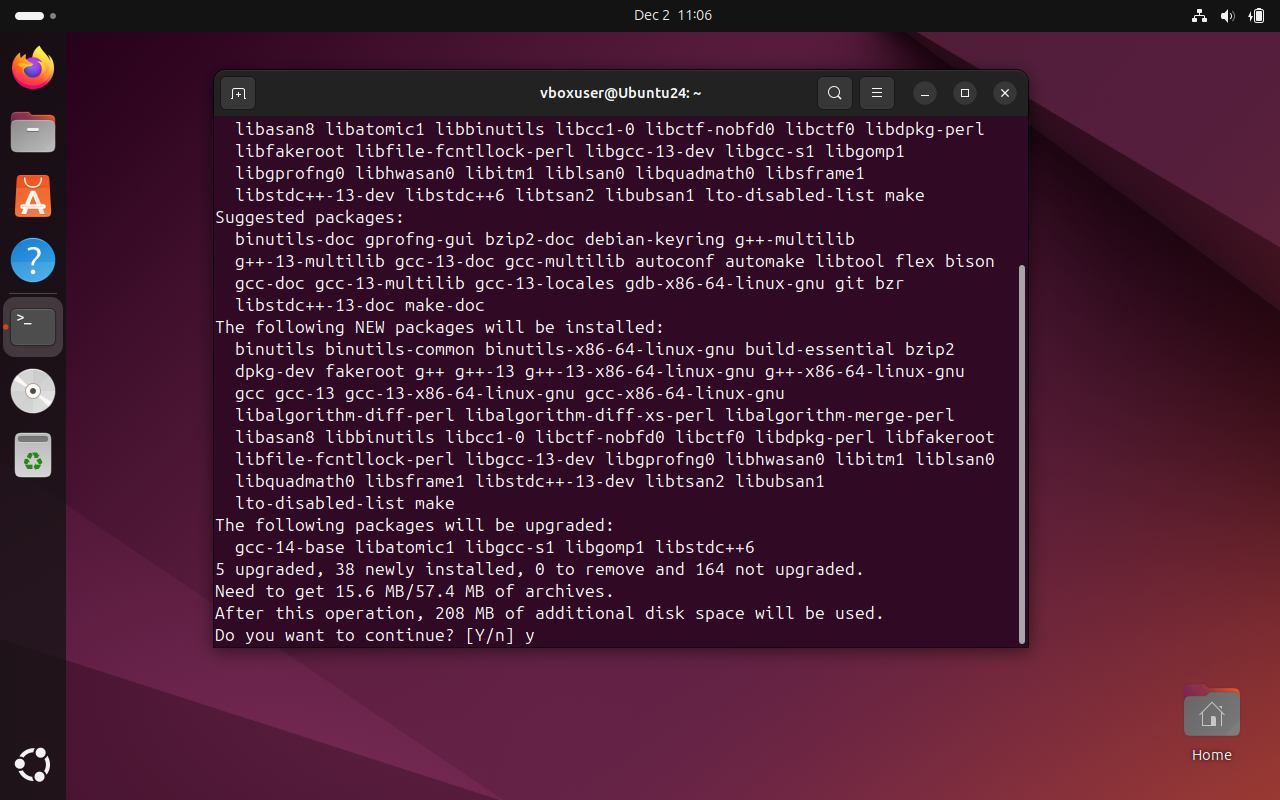 Dec 2 11:06
vboxuser@Ubuntu24: ~
libasan8 libatomic1 libbinutils libcc1-0 libctf-nobfd0 libctf0 libdpkg-perl
libfakeroot libfile-fcntllock-perl libgcc-13-dev libgcc-s1 libgomp1
libgprofng0 libhwasan0 libitm1 liblsan0 libquadmath0 libsframe1
libstdc++-13-dev libstdc++6 libtsan2 libubsan1 lto-disabled-list make
Suggested packages:
binutils-doc gprofng-gui bzip2-doc debian-keyring g++-multilib
g++-13-multilib gcc-13-doc gcc-multilib autoconf automake libtool flex bison
gcc-doc gcc-13-multilib gcc-13-locales gdb-x86-64-linux-gnu git bzr
libstdc++-13-doc make-doc
The following NEW packages will be installed:
binutils binutils-common binutils-x86-64-linux-gnu build-essential bzip2
dpkg-dev fakeroot g++ g++-13 g++-13-x86-64-linux-gnu g++-x86-64-linux-gnu
gcc gcc-13 gcc-13-x86-64-linux-gnu gcc-x86-64-linux-gnu
libalgorithm-diff-perl libalgorithm-diff-xs-perl libalgorithm-merge-perl
libasan8 libbinutils libcc1-0 libctf-nobfd0 libctf0 libdpkg-perl libfakeroot
libfile-fcntllock-perl libgcc-13-dev libgprofng0 libhwasan0 libitm1 liblsan0
libquadmath0 libsframe1 libstdc++-13-dev libtsan2 libubsan1
lto-disabled-list make
The following packages will be upgraded:
gcc-14-base libatomic1 libgcc-s1 libgomp1 libstdc++6
5 upgraded, 38 newly installed, 0 to remove and 164 not upgraded.
Need to get 15.6 MB/57.4 MB of archives.
After this operation, 208 MB of additional disk space will be used.
Do you want to continue? [Y/n] y
Home